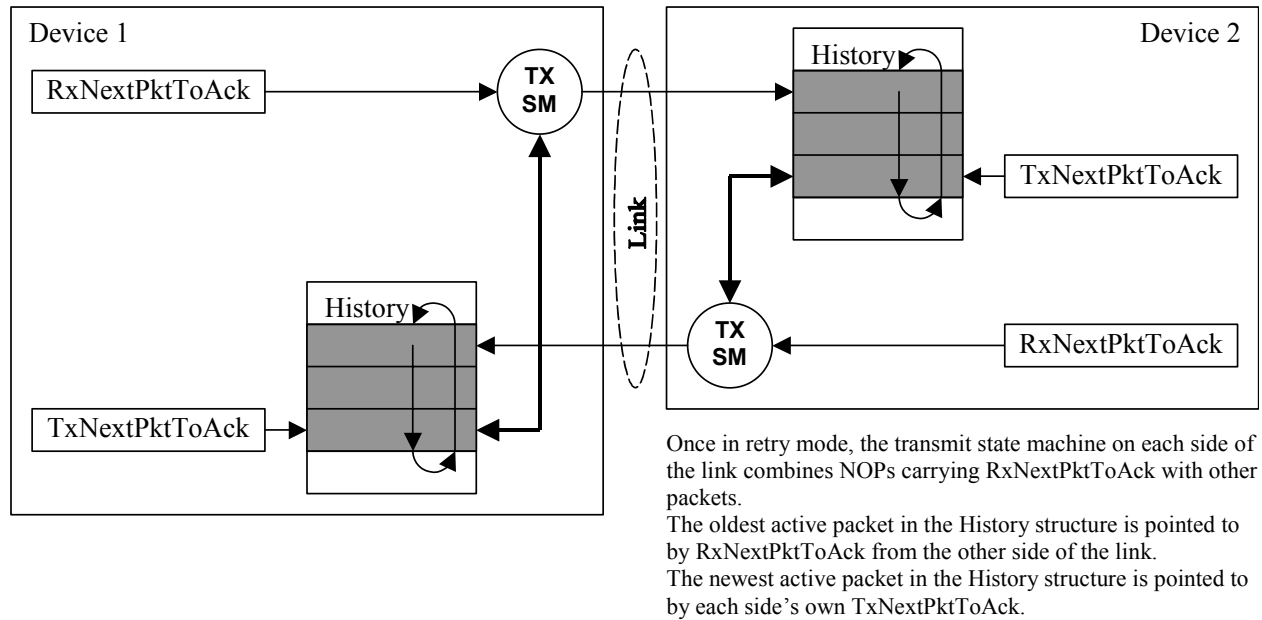 Device 1
RxNextPktToAck
TX
SM
History
TxNextPktToAck
Link
Device 2
History
TxNextPktToAck
TX
SM
RxNextPktToAck
Once in retry mode, the transmit state machine on each side of
the link combines NOPs carrying RxNextPktToAck with other
packets.
The oldest active packet in the History structure is pointed to
by RxNextPktToAck from the other side of the link.
The newest active packet in the History structure is pointed to
by each side’s own TxNextPktToAck.